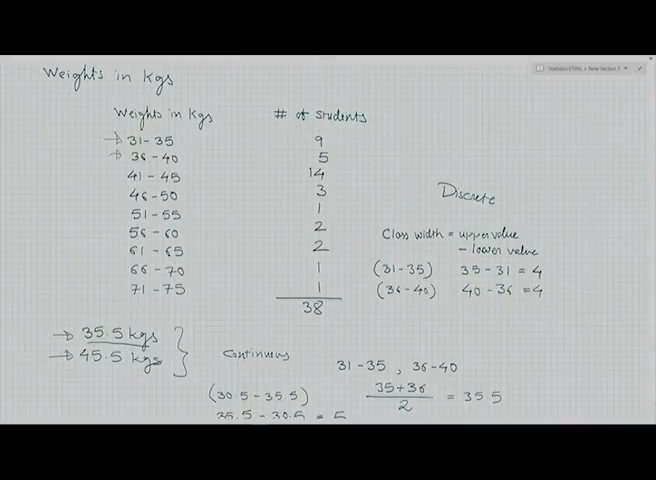 Weights in Kgs
Weights in Kgs # of Students
→ 31-35 9
→ 36-40 5
41-45 14
46-50 3
51-55 1
56-60 2
61-65 2
66-70 1
71-75 1
38
Discrete
Class width = upper value
- lower value
(31-35) 35-31 = 4
(36-40) 40-36 = 4
→ 35.5 kgs
→ 45.5 kgs
Continuous
31-35 , 36-40
(30.5-35.5)
35+36
2
= 35.5
35.5-30.5 = 5